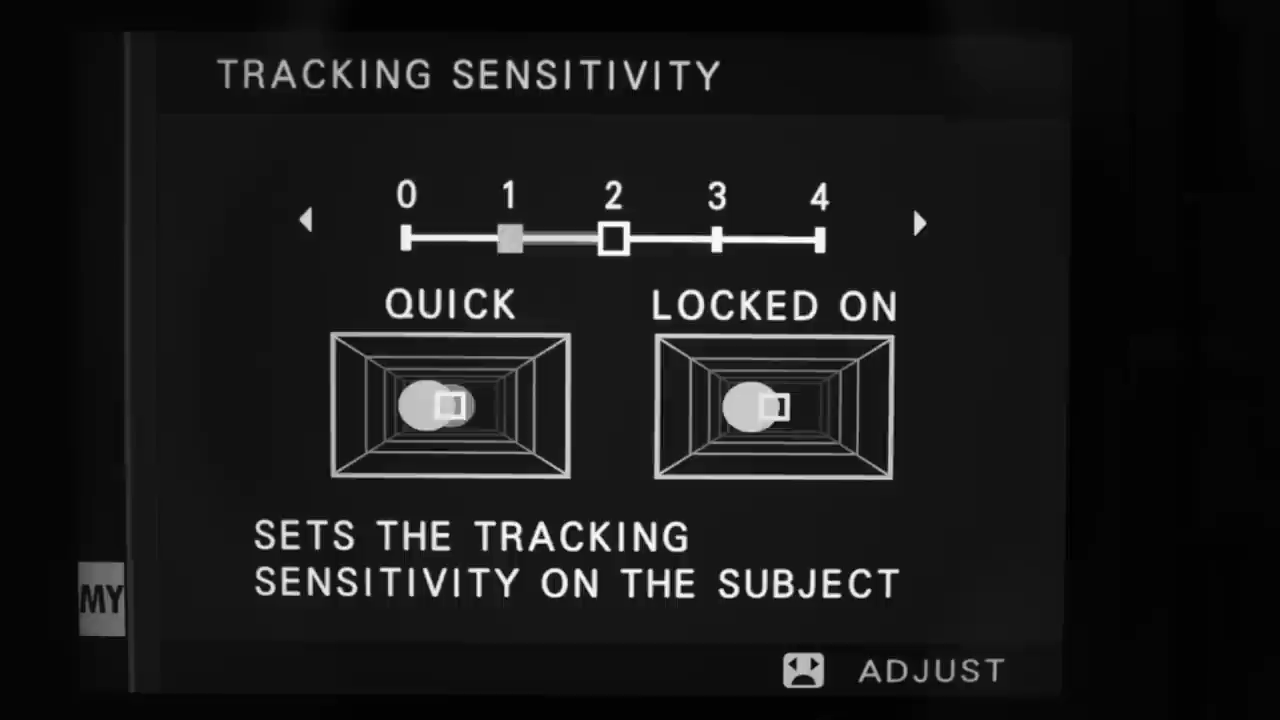 TRACKING SENSITIVITY
0 1 2 3 4
QUICK LOCKED ON
SETS THE TRACKING
SENSITIVITY ON THE SUBJECT
MY
ADJUST